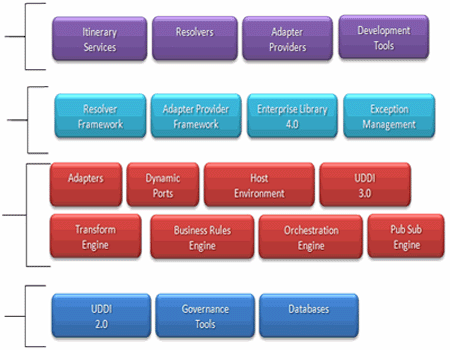 Itinerary
Services
Resolvers
Adapter
Providers
Development
Tools
Resolver
Framework
Adapter Provider
Framework
Enterprise Library
4.0
Exception
Management
Adapters
Dynamic
Ports
Host
Environment
UDDI
3.0
Transform
Engine
Business Rules
Engine
Orchestration
Engine
Pub Sub
Engine
UDDI
2.0
Governance
Tools
Databases